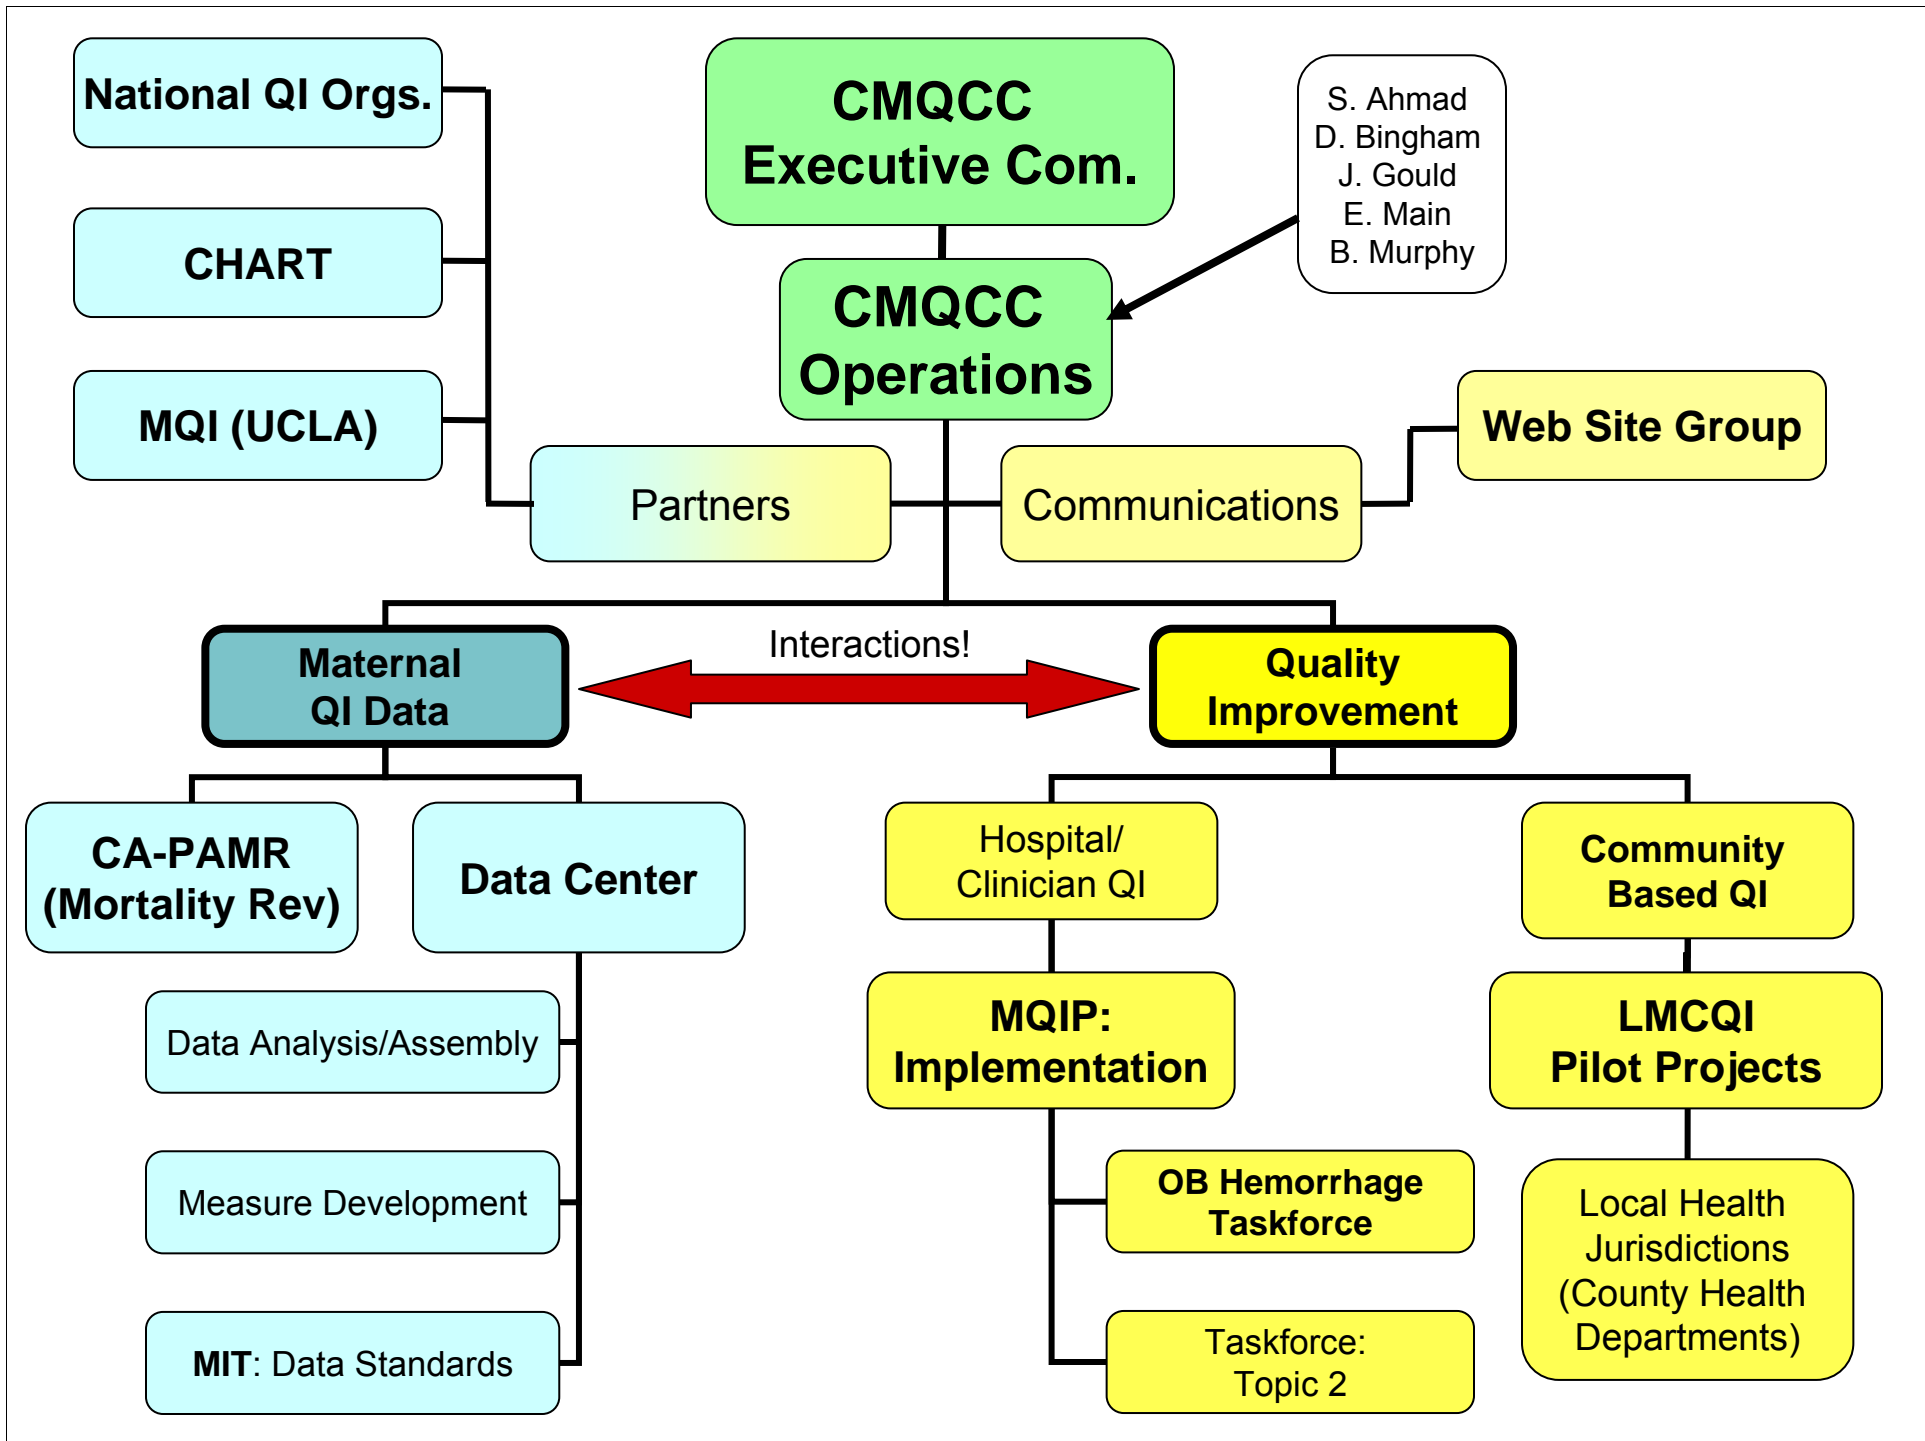 National QI Orgs.
CHART
MQI (UCLA)
CMQCC
Executive Com.
CMQCC
Operations
S. Ahmad
D. Bingham
J. Gould
E. Main
B. Murphy
Web Site Group
Partners
Communications
Interactions!
Maternal
QI Data
Quality
Improvement
CA-PAMR
(Mortality Rev)
Data Center
Data Analysis/Assembly
Measure Development
MIT: Data Standards
Hospital/
Clinician QI
MQIP:
Implementation
OB Hemorrhage
Taskforce
Taskforce:
Topic 2
Community
Based QI
LMCQI
Pilot Projects
Local Health
Jurisdictions
(County Health
Departments)